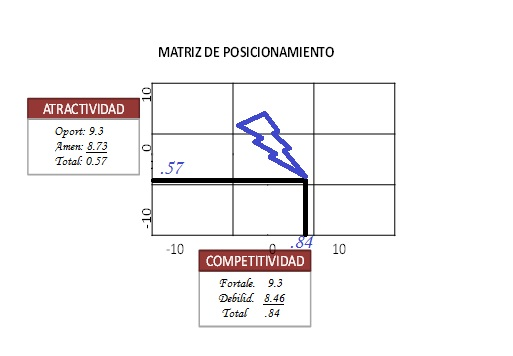 MATRIZ DE POSICIONAMIENTO
ATRACTIVIDAD
Oport: 9.3
Amen: 8.73
Total: 0.57
10
0
-10
.57
.84
-10 0 10
COMPETITIVIDAD
Fortale. 9.3
Debilid. 8.46
Total .84